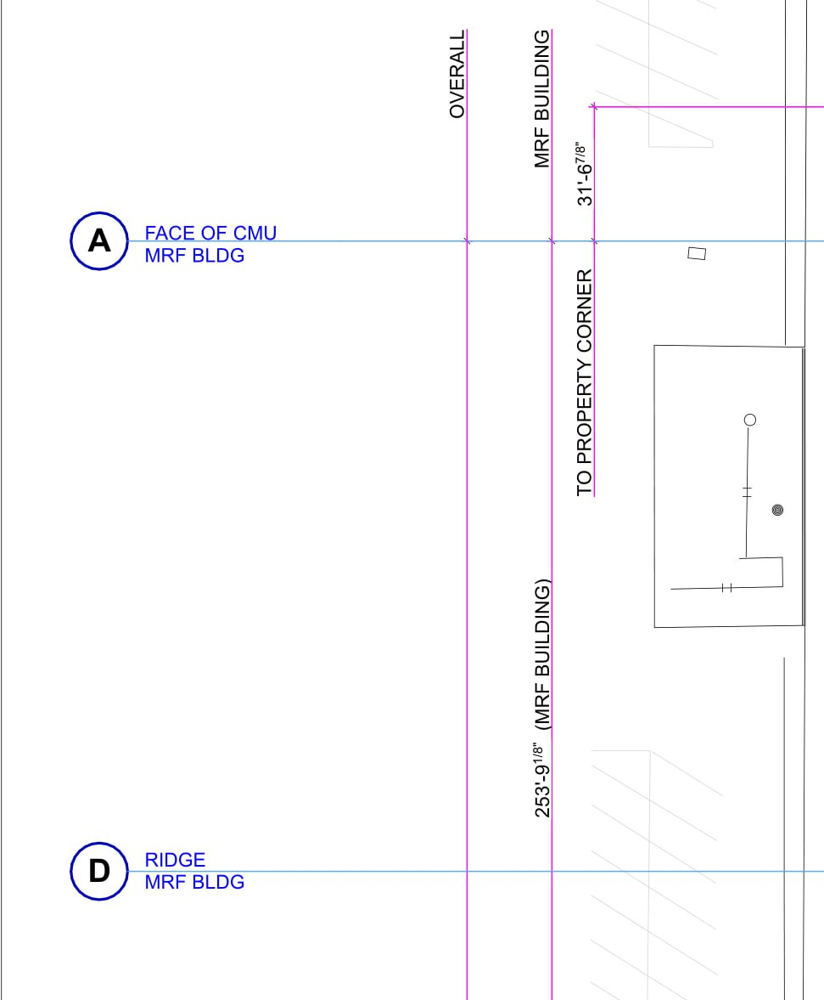 OVERALL
MRF BUILDING
31'-6 7/8"
A
FACE OF CMU
MRF BLDG
TO PROPERTY CORNER
253'-9 1/8" (MRF BUILDING)
D
RIDGE
MRF BLDG